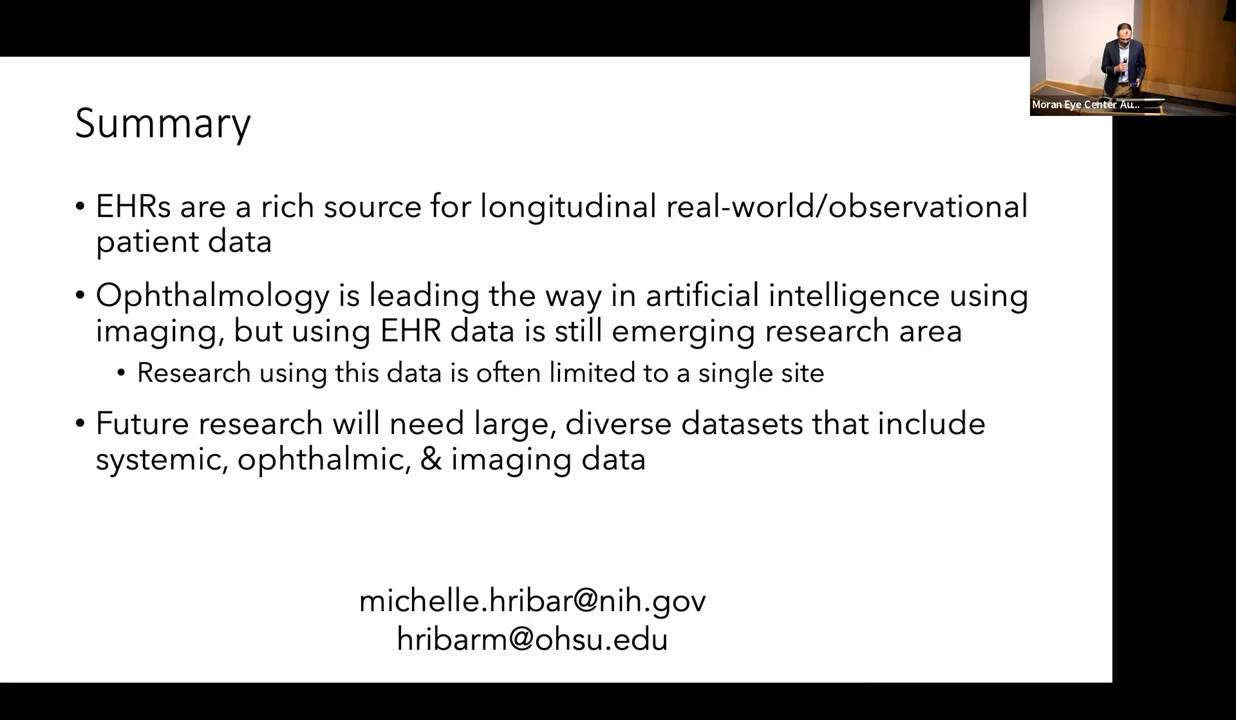 Moran Eye Center Au...
Summary
• EHRs are a rich source for longitudinal real-world/observational
patient data
• Ophthalmology is leading the way in artificial intelligence using
imaging, but using EHR data is still emerging research area
• Research using this data is often limited to a single site
• Future research will need large, diverse datasets that include
systemic, ophthalmic, & imaging data
michelle.hribar@nih.gov
hribarm@ohsu.edu